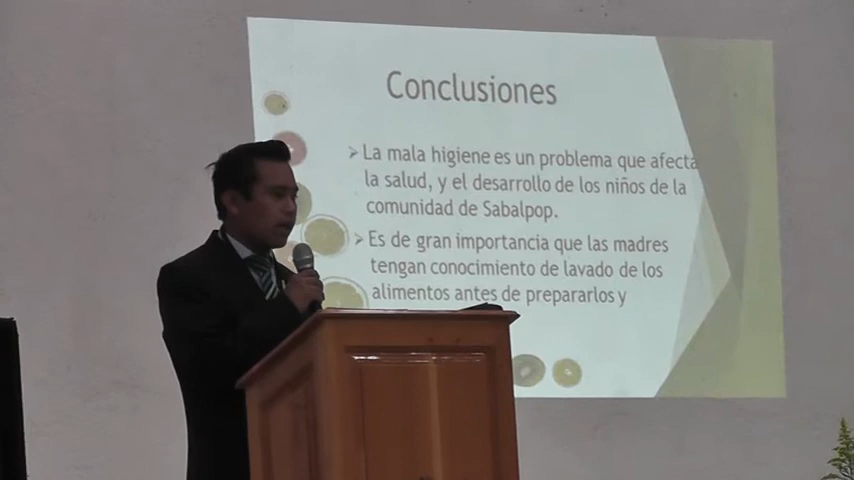 Conclusiones
➤ La mala higiene es un problema que afecta
la salud, y el desarrollo de los niños de la
comunidad de Sabalpop.
➤ Es de gran importancia que las madres
tengan conocimiento de lavado de los
alimentos antes de prepararlos y